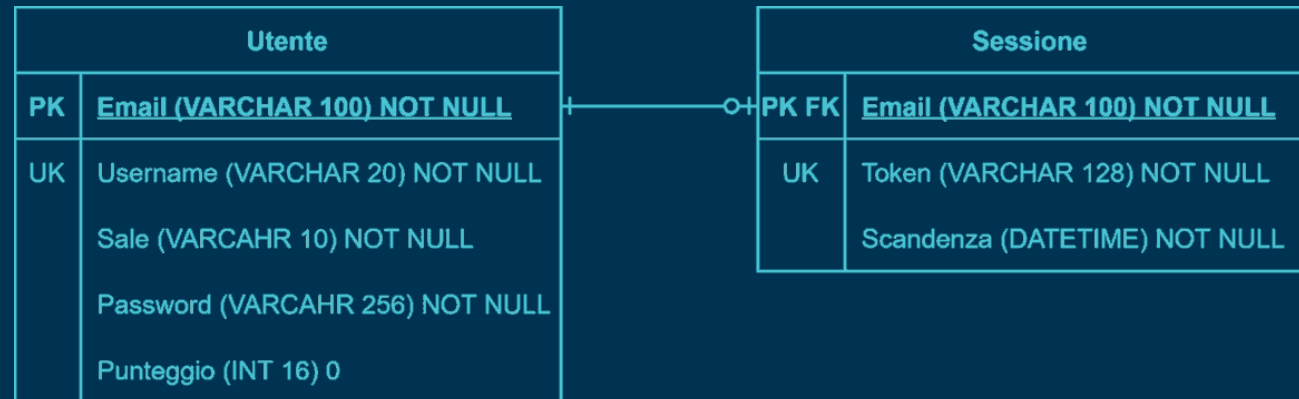 Utente
PK Email (VARCHAR 100) NOT NULL
UK Username (VARCHAR 20) NOT NULL
Sale (VARCAHR 10) NOT NULL
Password (VARCAHR 256) NOT NULL
Punteggio (INT 16) 0
Sessione
PK FK Email (VARCHAR 100) NOT NULL
UK Token (VARCHAR 128) NOT NULL
Scandenza (DATETIME) NOT NULL